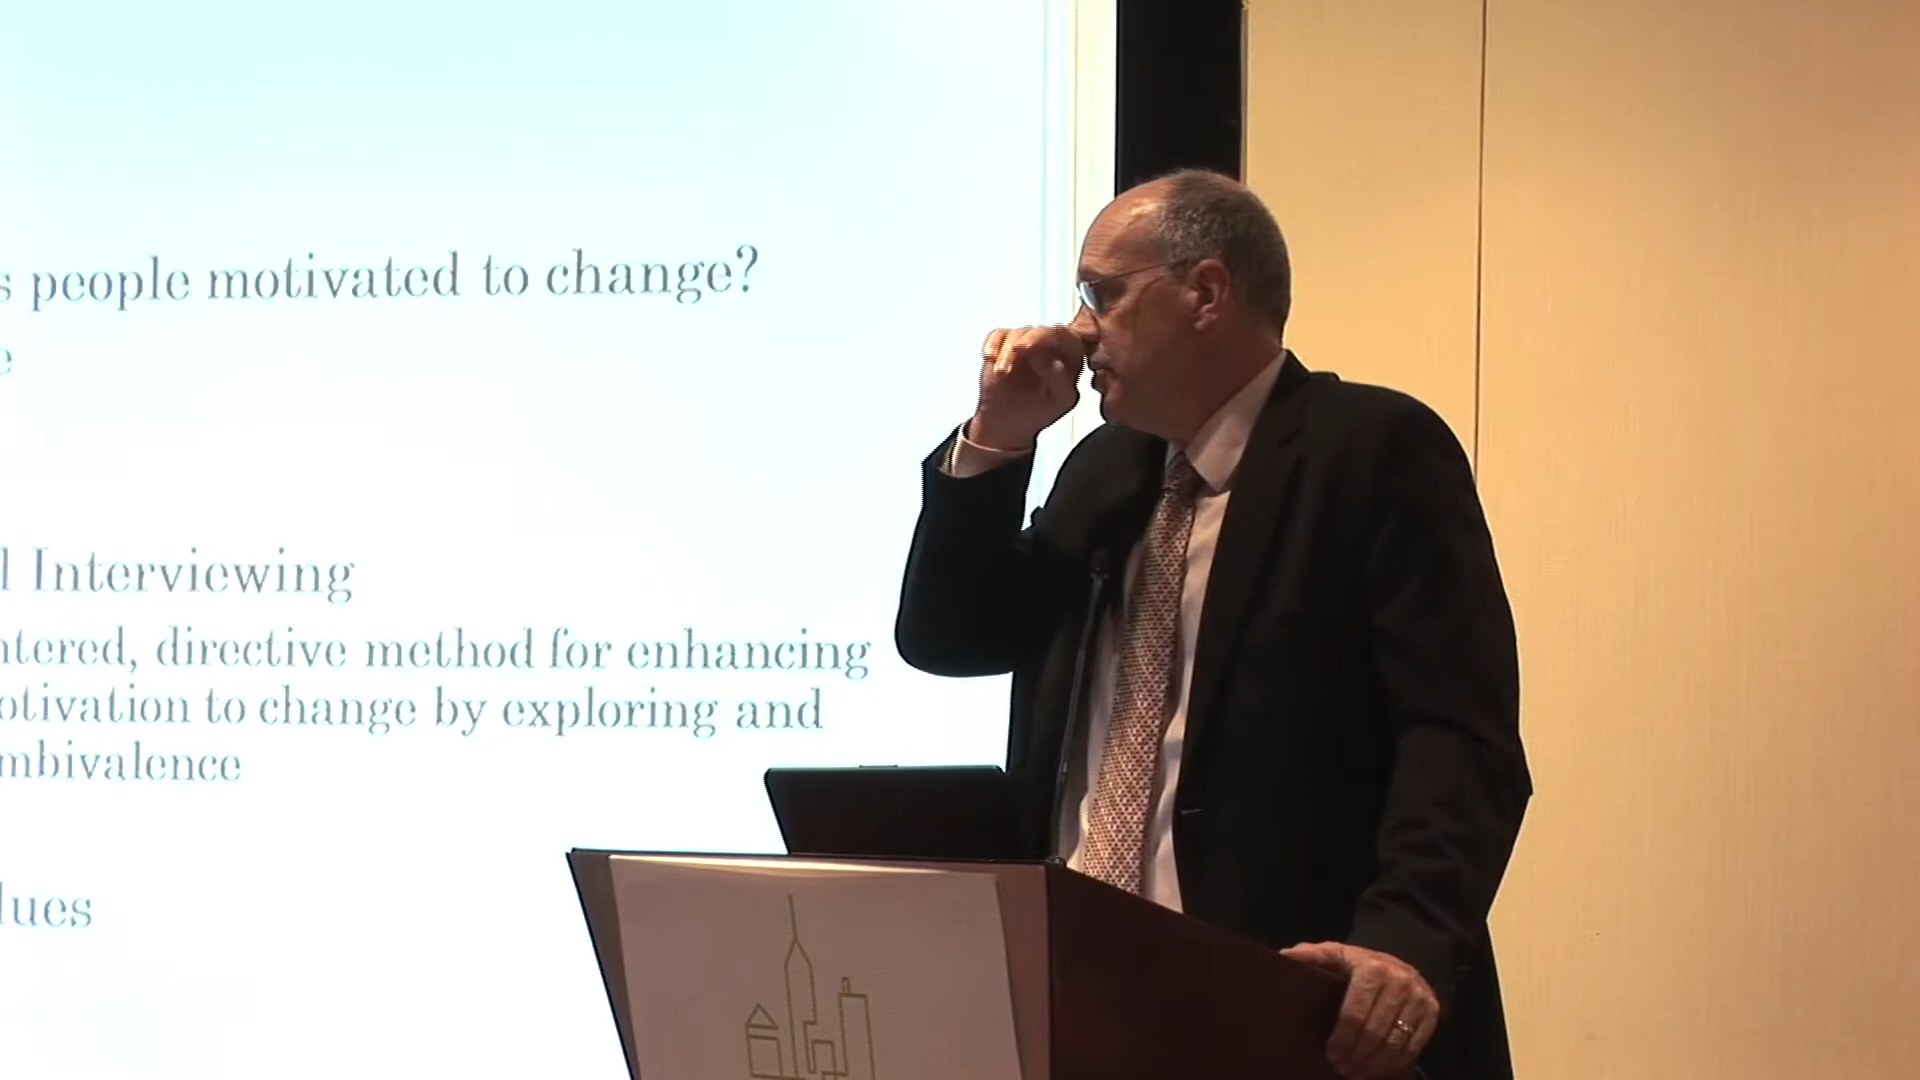 s people motivated to change?
e
l Interviewing
ntered, directive method for enhancing
otivation to change by exploring and
mbivalence
lues